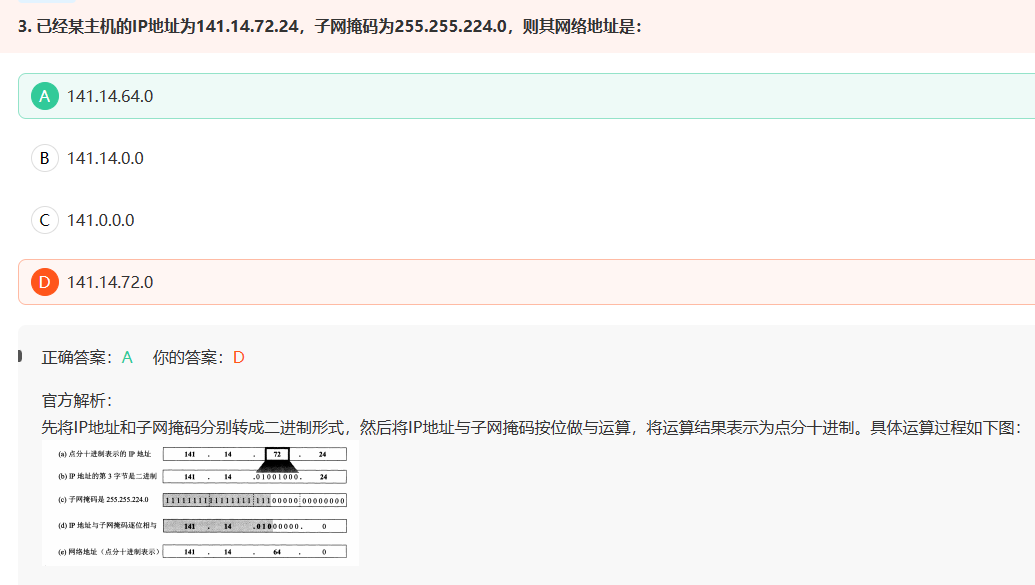 3. 已经某主机的IP地址为141.14.72.24，子网掩码为255.255.224.0，则其网络地址是：
A 141.14.64.0
B 141.14.0.0
C 141.0.0.0
D 141.14.72.0
正确答案：A 你的答案：D
官方解析：
先将IP地址和子网掩码分别转成二进制形式，然后将IP地址与子网掩码按位做与运算，将运算结果表示为点分十进制。具体运算过程如下图：
(a) 点分十进制表示的 IP 地址 141 . 14 . 72 . 24
(b) IP 地址的第 3 字节是二进制 141 . 14 .01001000. 24
(c) 子网掩码是 255.255.224.0 11111111 11111111 11100000 00000000
(d) IP 地址与子网掩码逐位相与 141 . 14 .01000000. 0
(e) 网络地址（点分十进制表示） 141 . 14 . 64 . 0